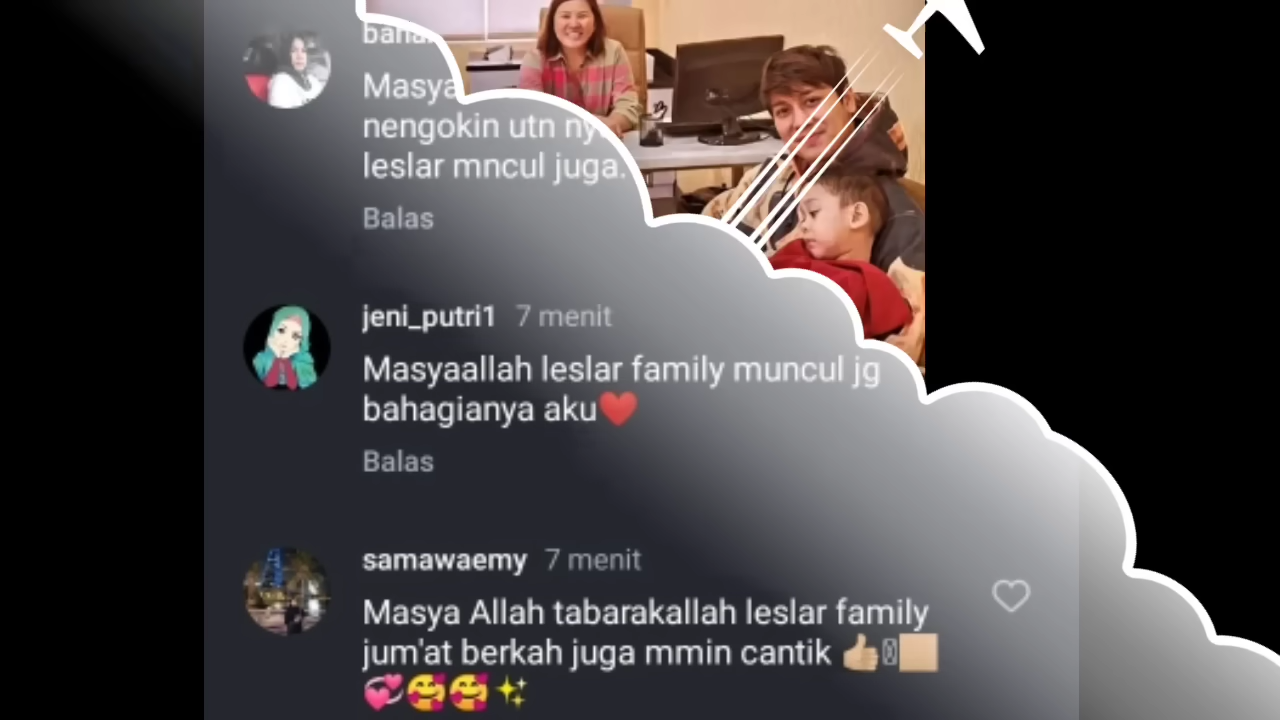 Masya
nengokin utn
leslar mncul juga.
Balas
jeni_putri1 7 menit
Masyaallah leslar family muncul jg
bahagianya aku❤️
Balas
samawaemy 7 menit
Masya Allah tabarakallah leslar family
jum'at berkah juga mmin cantik 👍🏼
💞🥰🥰✨